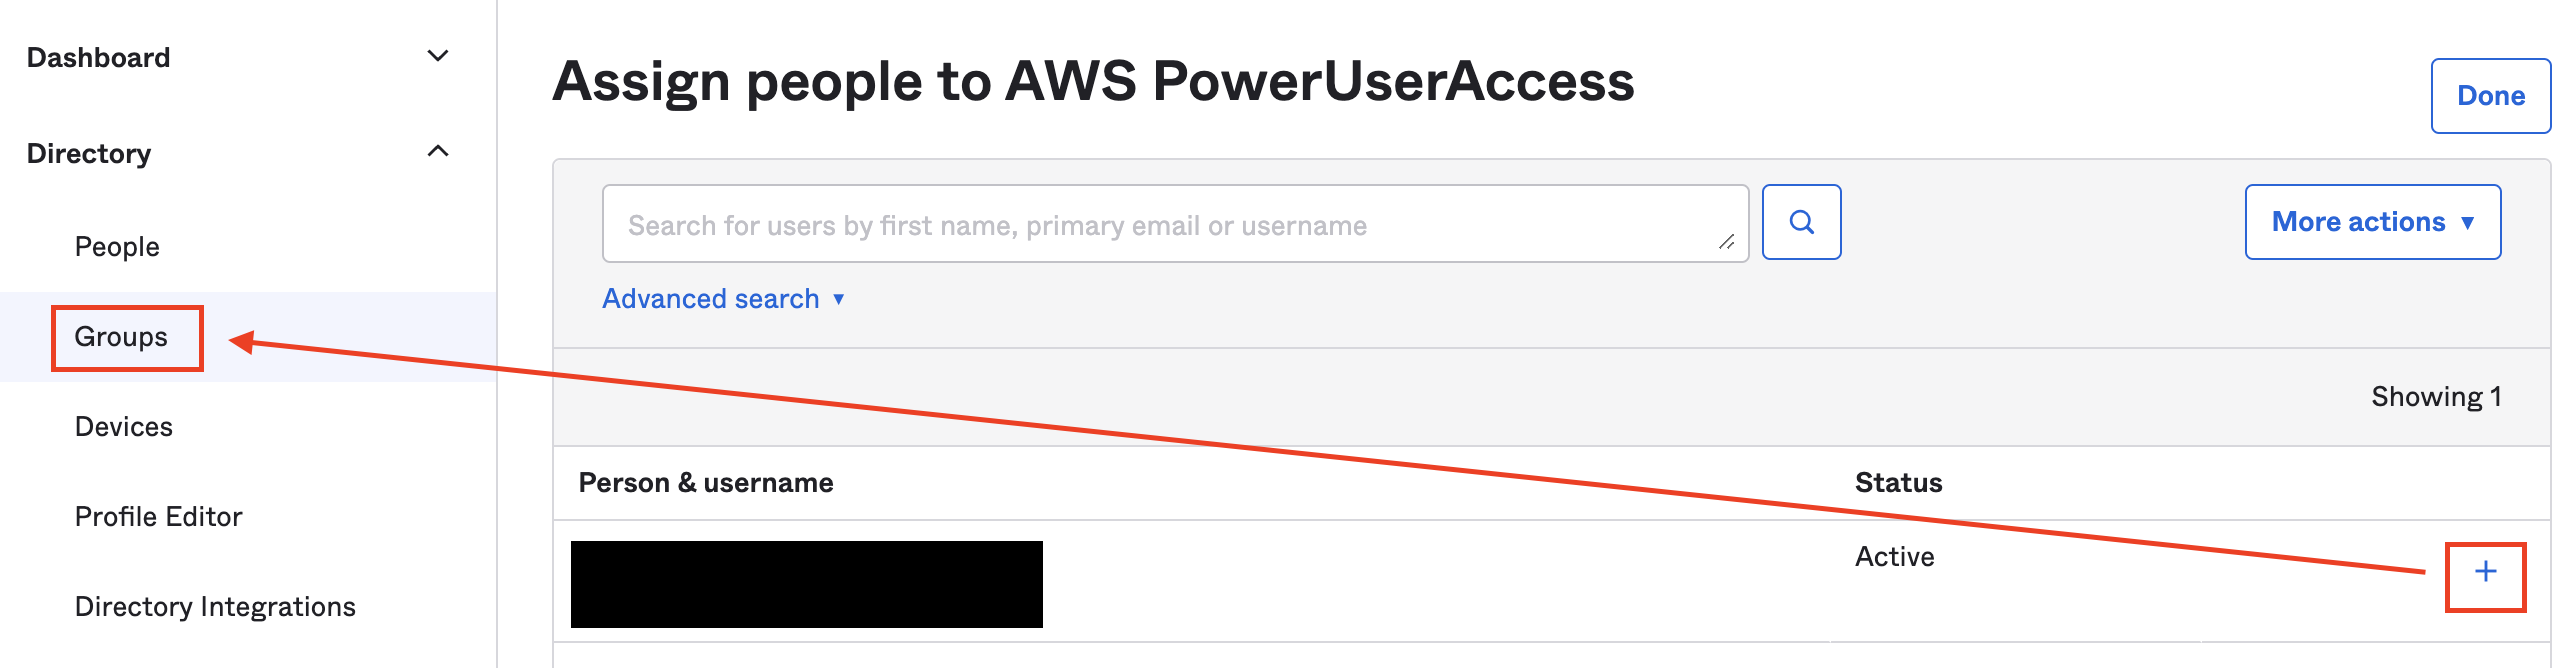 Dashboard
Directory
People
Groups
Devices
Profile Editor
Directory Integrations
Assign people to AWS PowerUserAccess
Done
Search for users by first name, primary email or username
More actions
Advanced search
Showing 1
Person & username
Status
Active